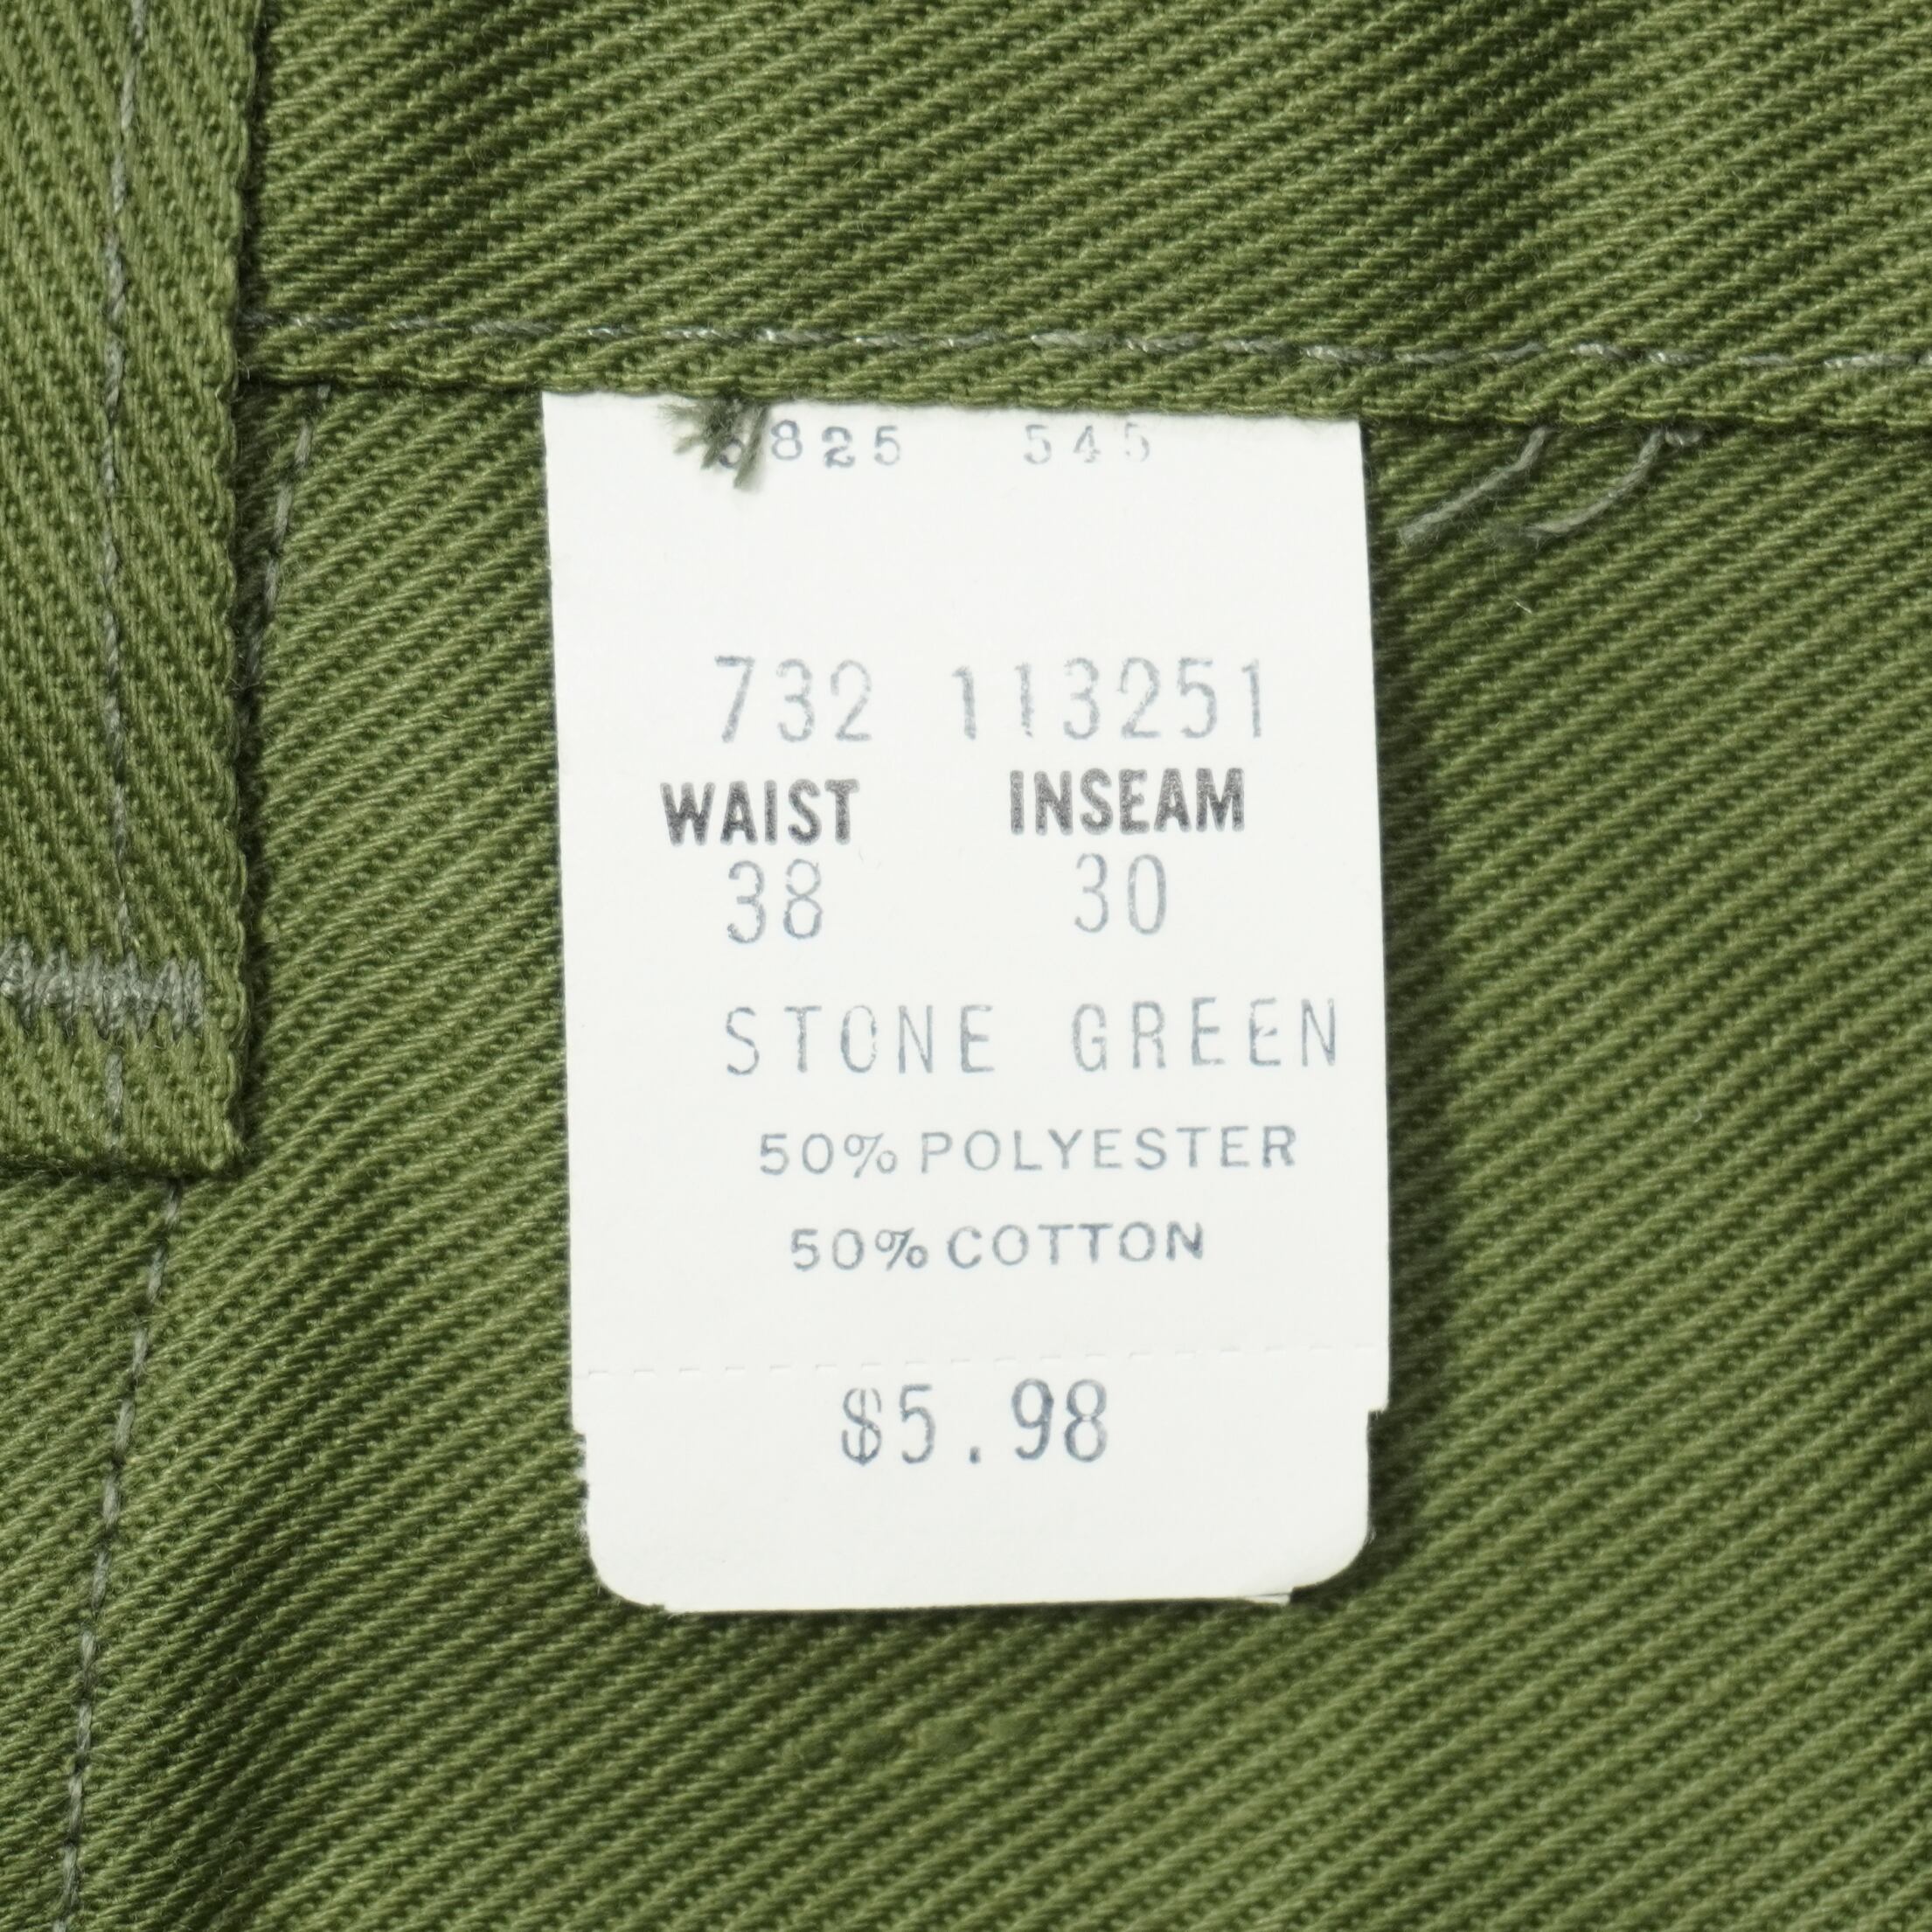 825 545
732 113251
WAIST INSEAM
38 30
STONE GREEN
50% POLYESTER
50% COTTON
$5.98